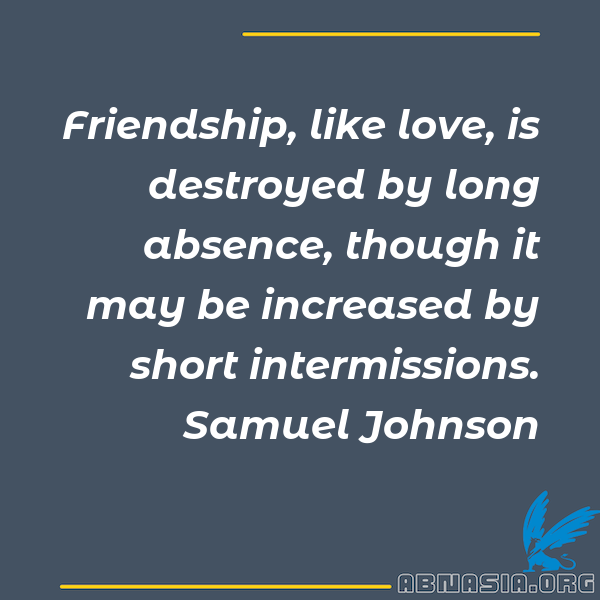 Friendship, like love, is
destroyed by long
absence, though it
may be increased by
short intermissions.
Samuel Johnson
ABNASIA.ORG